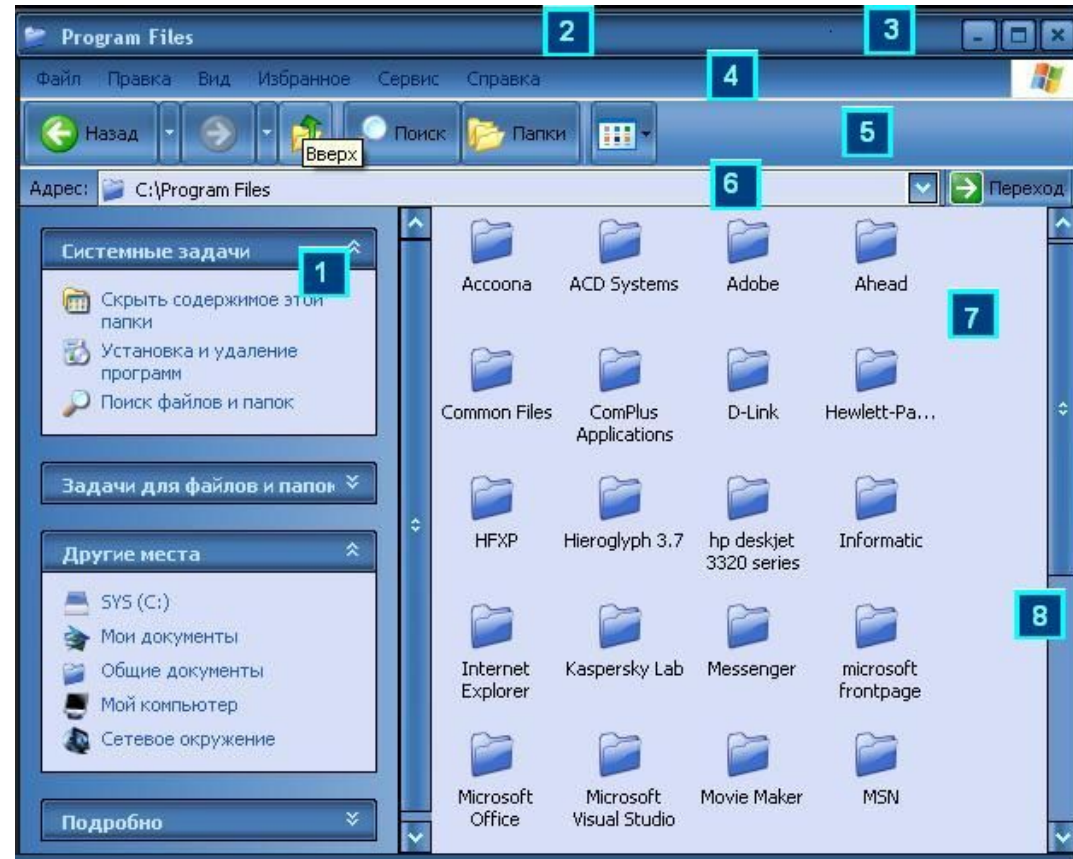 Program Files
2
3
Файл Правка Вид Избранное Сервис Справка
4
Назад
Поиск
Папки
5
Вверх
Адрес: C:\Program Files
6
Переход
Системные задачи
1
Скрыть содержимое этой
папки
Установка и удаление
программ
Поиск файлов и папок
Задачи для файлов и папок
Другие места
SYS (C:)
Мои документы
Общие документы
Мой компьютер
Сетевое окружение
Подробно
Accoona ACD Systems Adobe Ahead
7
Common Files ComPlus D-Link Hewlett-Pa...
Applications
HFXP Hieroglyph 3.7 hp deskjet Informatic
3320 series
8
Internet Kaspersky Lab Messenger microsoft
Explorer frontpage
Microsoft Microsoft Movie Maker MSN
Office Visual Studio